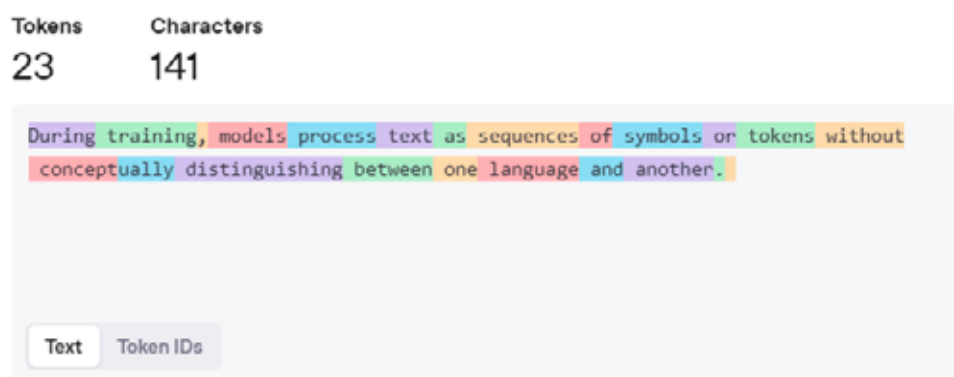 Tokens Characters
23 141
During training, models process text as sequences of symbols or tokens without
conceptually distinguishing between one language and another.
Text Token IDs